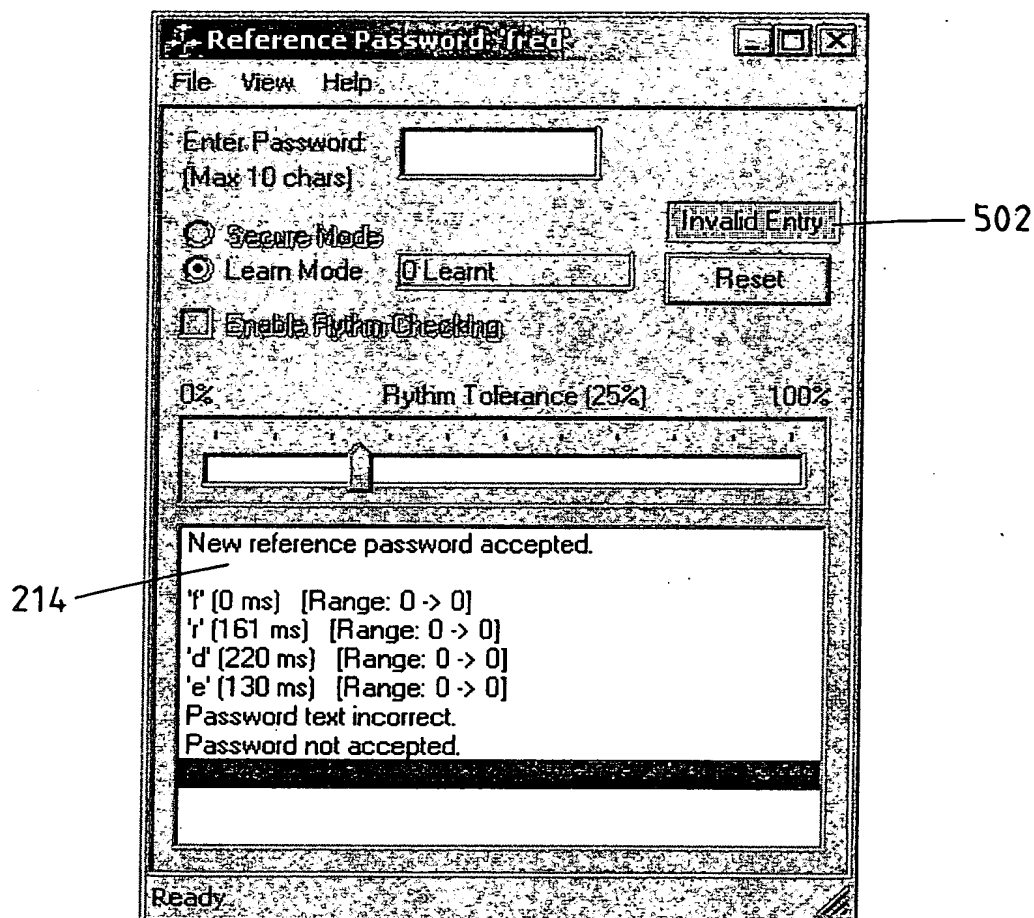 Reference Password: 'fred'
File View Help
Enter Password:
(Max 10 chars)
Invalid Entry
502
Secure Mode
Learn Mode
0 Learnt
Reset
Enable Rythm Checking
0% Rythm Tolerance (25%) 100%
New reference password accepted.
214
'f' (0 ms) [Range: 0 -> 0]
'r' (161 ms) [Range: 0 -> 0]
'd' (220 ms) [Range: 0 -> 0]
'e' (130 ms) [Range: 0 -> 0]
Password text incorrect.
Password not accepted.
Ready